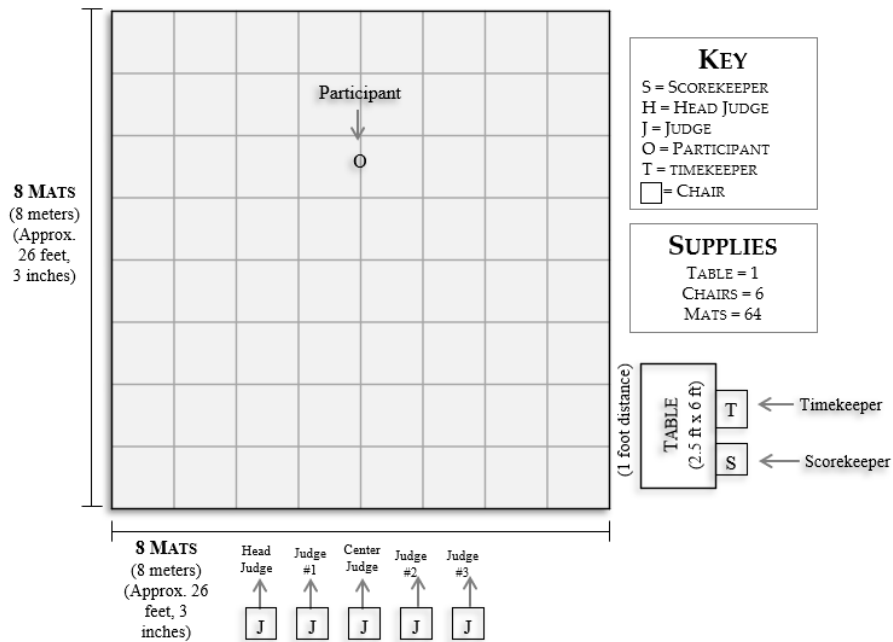 Participant
O
8 MATS
(8 meters)
(Approx.
26 feet,
3 inches)
KEY
S = SCOREKEEPER
H = HEAD JUDGE
J = JUDGE
O = PARTICIPANT
T = TIMEKEEPER
= CHAIR
SUPPLIES
TABLE = 1
CHAIRS = 6
MATS = 64
(1 foot distance)
TABLE
(2.5 ft x 6 ft)
T
Timekeeper
S
Scorekeeper
8 MATS
(8 meters)
(Approx. 26
feet, 3
inches)
Head
Judge
Judge
#1
Center
Judge
Judge
#2
Judge
#3
J
J
J
J
J